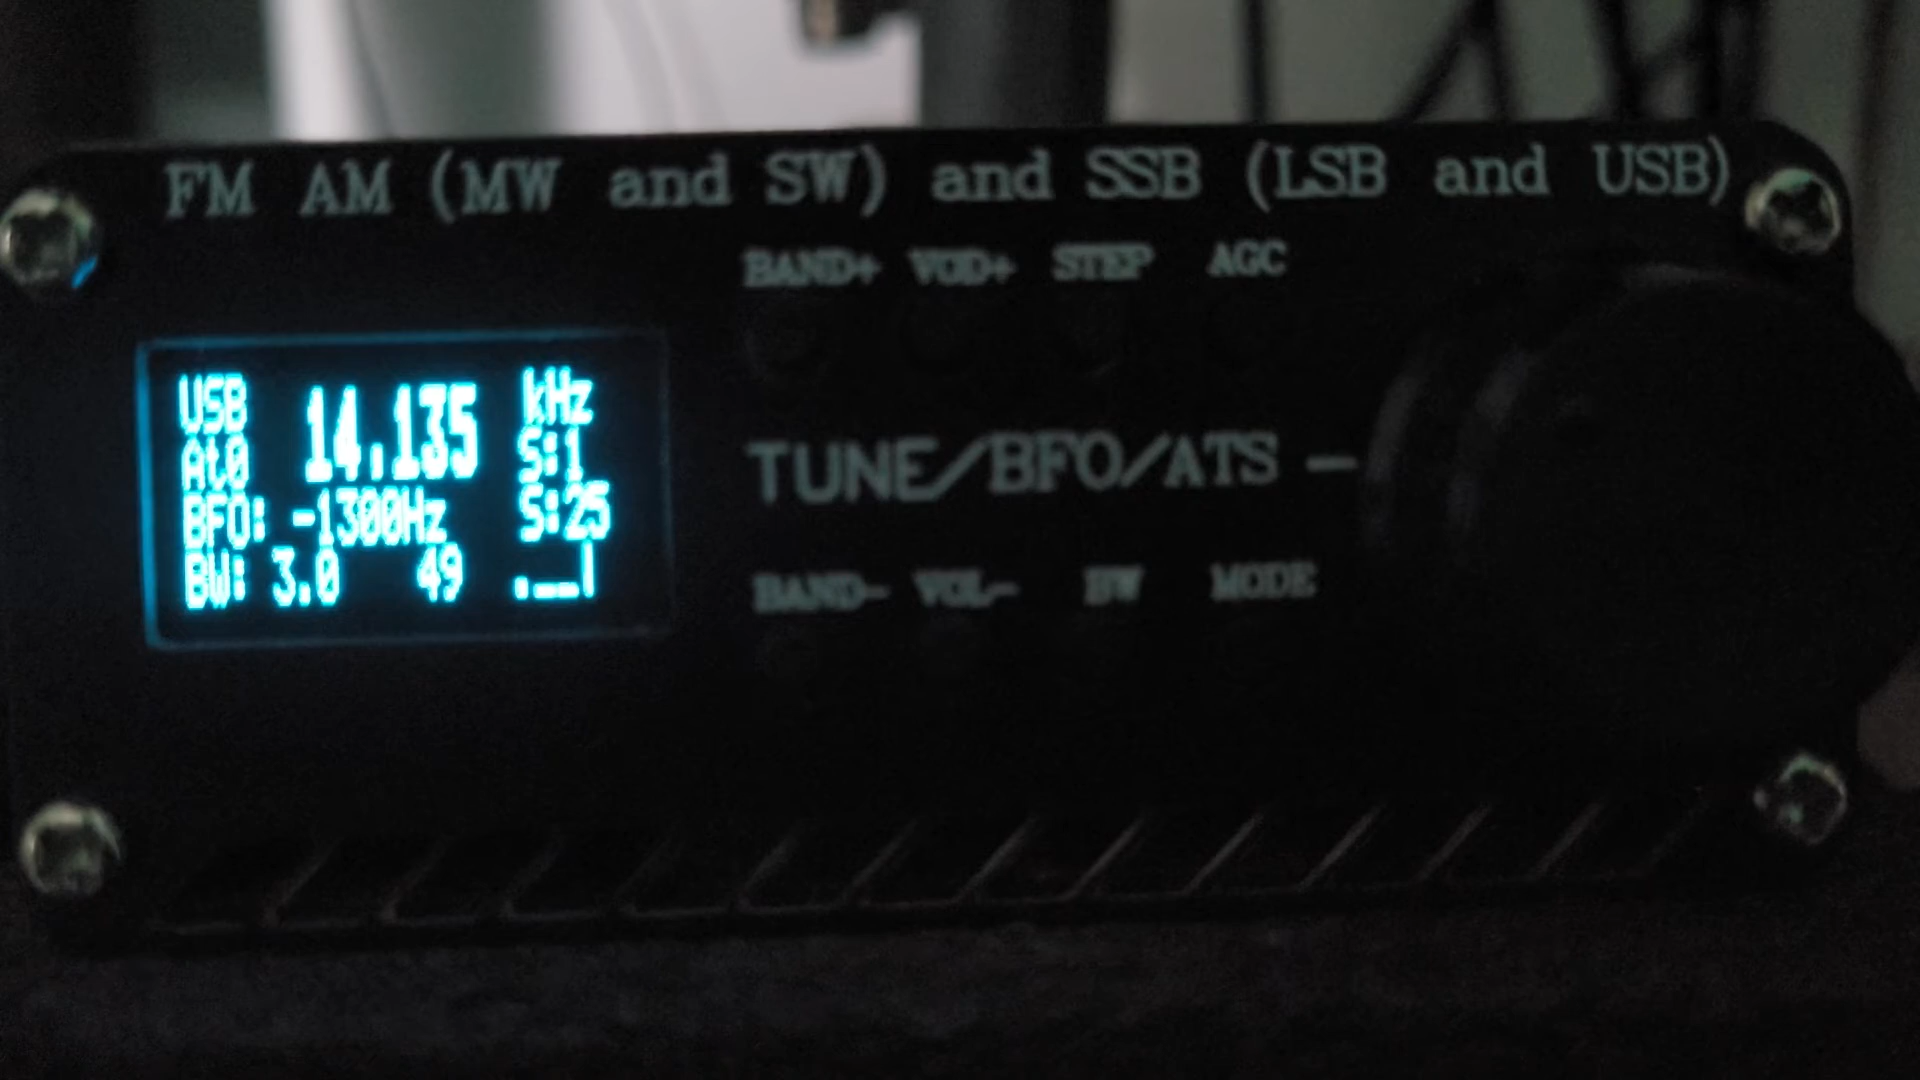 FM AM (MW and SW) and SSB (LSB and USB)
BAND+ VOD+ STEP AGC
USB 14.135 kHz
At0 S:1
BFO: -1300Hz S:25
BW: 3.0 49
TUNE/BFO/ATS —
BAND- VOL- BW MODE